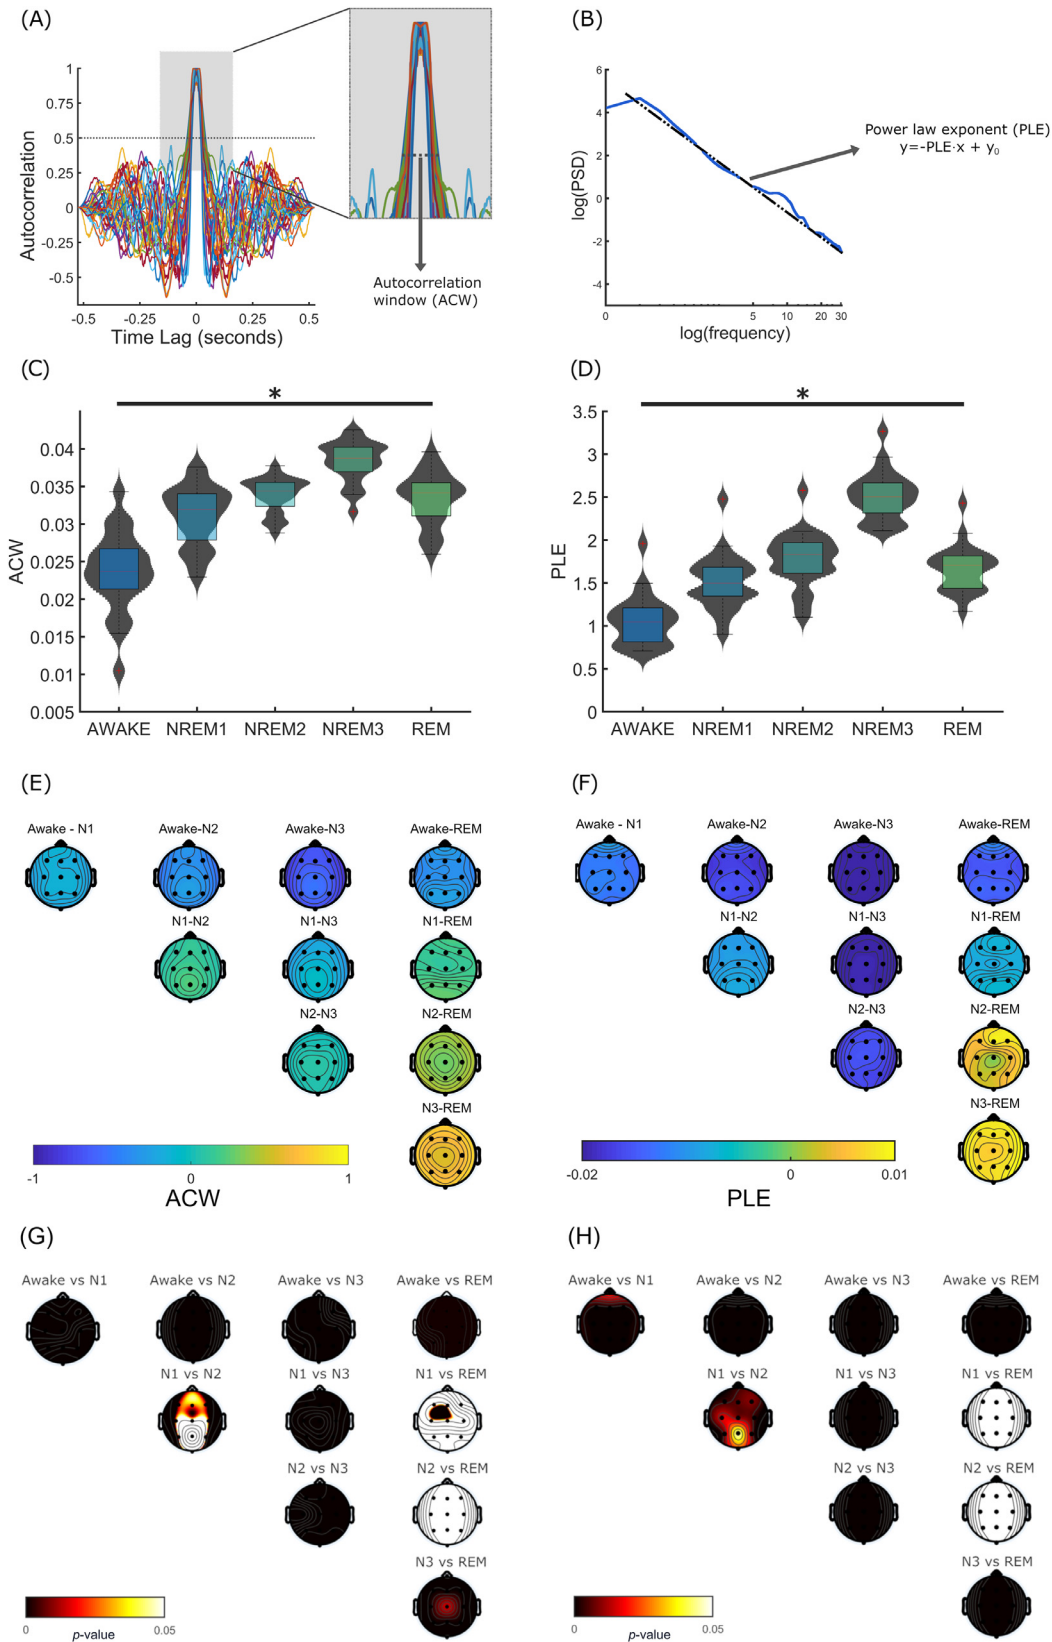 (A)
1
0.75
0.5
0.25
0
-0.25
-0.5
Autocorrelation
-0.5
-0.25
0
0.25
0.5
Time Lag (seconds)
Autocorrelation
window (ACW)
(B)
6
4
2
0
-2
-4
log(PSD)
0
5
10
20
30
log(frequency)
Power law exponent (PLE)
y=-PLE·x + y0
(C)
*
0.04
0.035
0.03
0.025
0.02
0.015
0.01
0.005
ACW
AWAKE
NREM1
NREM2
NREM3
REM
(D)
*
3.5
3
2.5
2
1.5
1
0.5
0
PLE
AWAKE
NREM1
NREM2
NREM3
REM
(E)
Awake - N1
Awake-N2
Awake-N3
Awake-REM
N1-N2
N1-N3
N1-REM
N2-N3
N2-REM
N3-REM
-1
0
1
ACW
(F)
Awake - N1
Awake-N2
Awake-N3
Awake-REM
N1-N2
N1-N3
N1-REM
N2-N3
N2-REM
N3-REM
-0.02
0
0.01
PLE
(G)
Awake vs N1
Awake vs N2
Awake vs N3
Awake vs REM
N1 vs N2
N1 vs N3
N1 vs REM
N2 vs N3
N2 vs REM
N3 vs REM
0
0.05
p-value
(H)
Awake vs N1
Awake vs N2
Awake vs N3
Awake vs REM
N1 vs N2
N1 vs N3
N1 vs REM
N2 vs N3
N2 vs REM
N3 vs REM
0
0.05
p-value